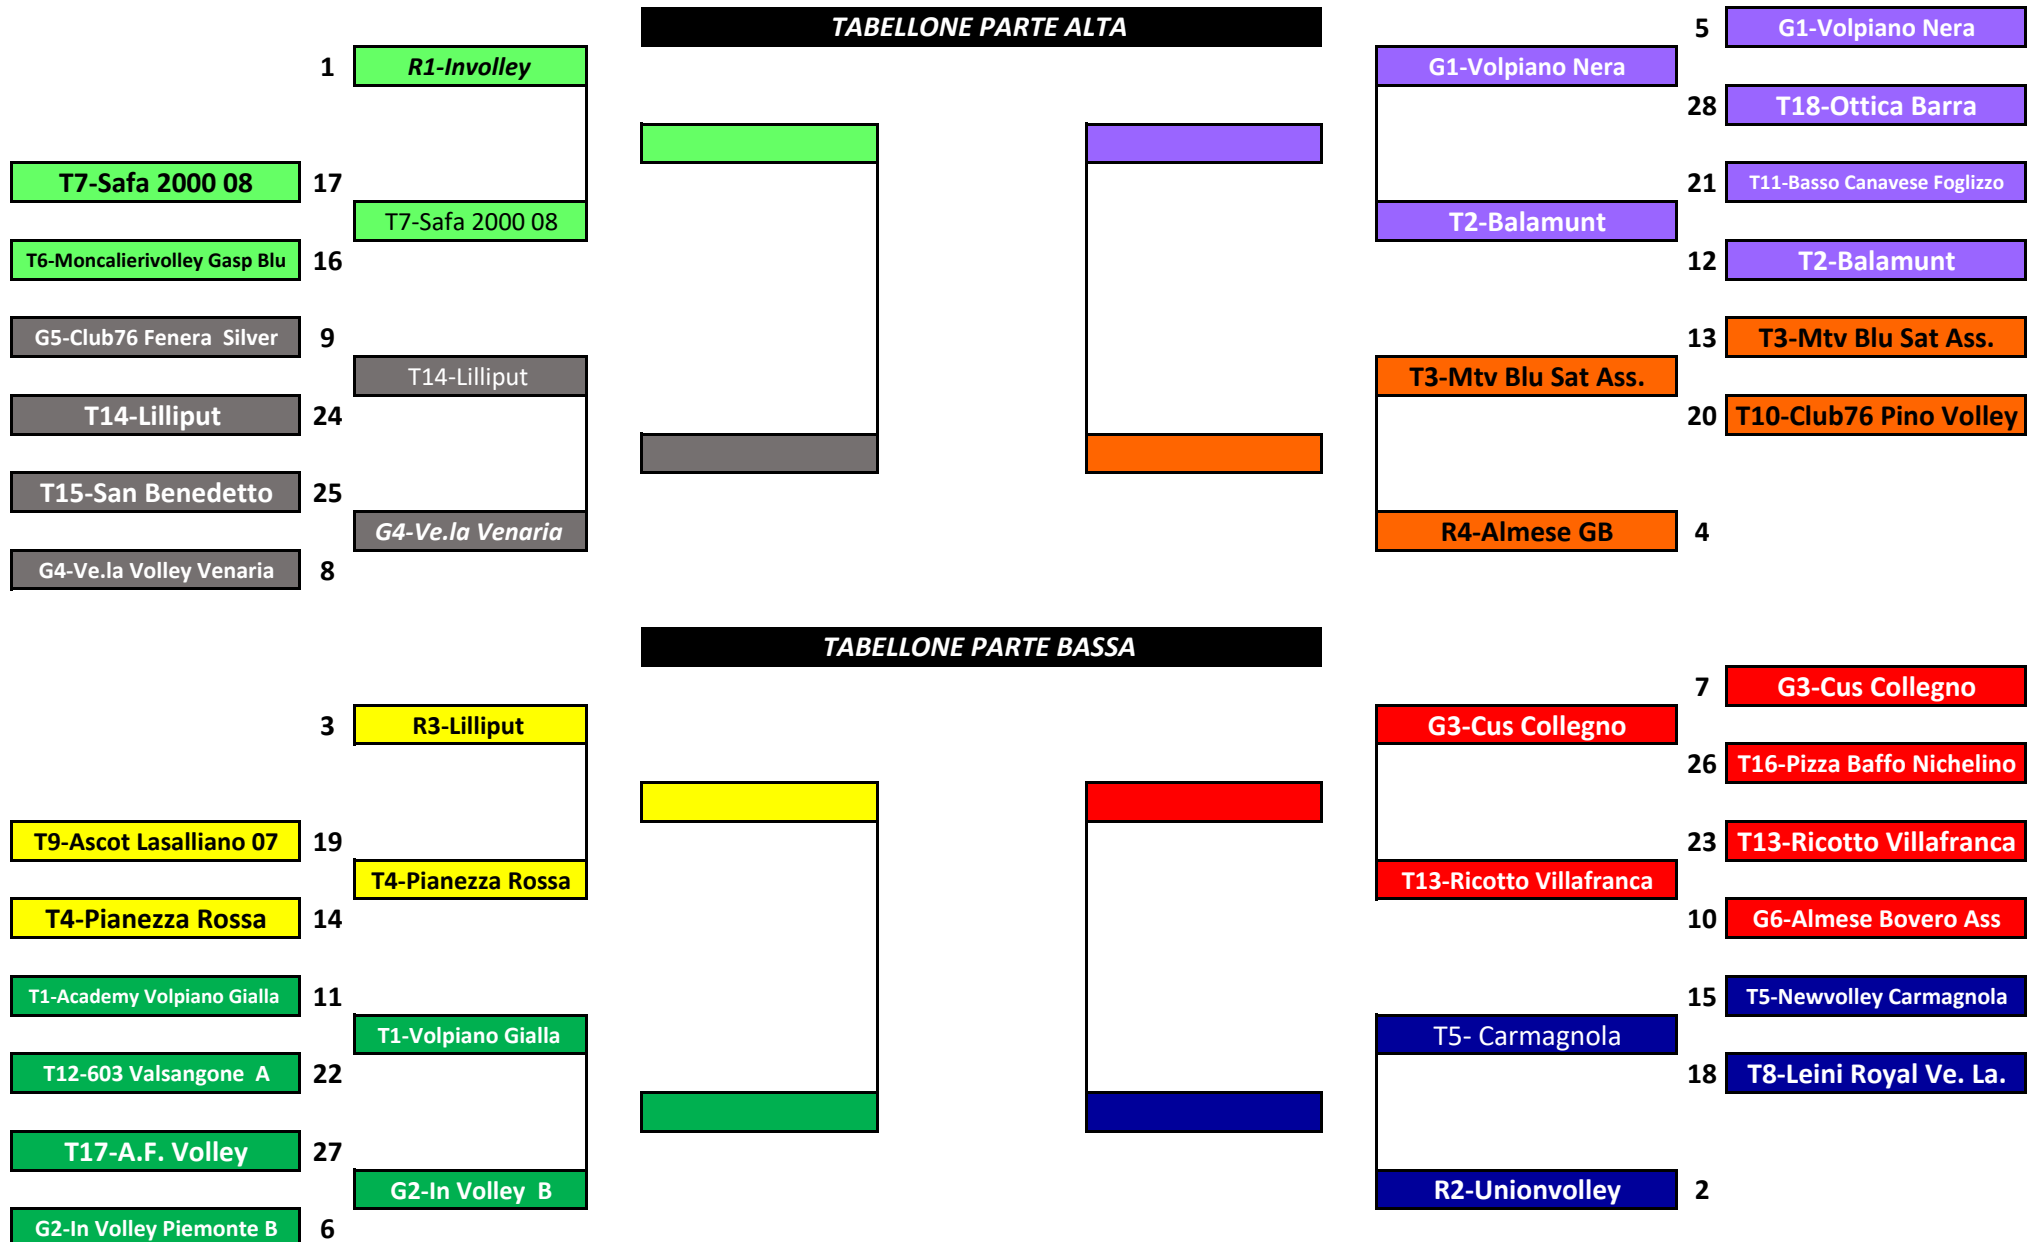 TABELLONE PARTE ALTA
5 G1-Volpiano Nera
1 R1-Involley
G1-Volpiano Nera
28 T18-Ottica Barra
T7-Safa 2000 08 17
21 T11-Basso Canavese Foglizzo
T7-Safa 2000 08
T2-Balamunt
T6-Moncalierivolley Gasp Blu 16
12 T2-Balamunt
G5-Club76 Fenera  Silver 9
13 T3-Mtv Blu Sat Ass.
T14-Lilliput
T3-Mtv Blu Sat Ass.
T14-Lilliput 24
20 T10-Club76 Pino Volley
T15-San Benedetto 25
G4-Ve.la Venaria
R4-Almese GB 4
G4-Ve.la Volley Venaria 8
TABELLONE PARTE BASSA
7 G3-Cus Collegno
3 R3-Lilliput
G3-Cus Collegno
26 T16-Pizza Baffo Nichelino
T9-Ascot Lasalliano 07 19
23 T13-Ricotto Villafranca
T4-Pianezza Rossa
T13-Ricotto Villafranca
T4-Pianezza Rossa 14
10 G6-Almese Bovero Ass
T1-Academy Volpiano Gialla 11
15 T5-Newvolley Carmagnola
T1-Volpiano Gialla
T5- Carmagnola
T12-603 Valsangone  A 22
18 T8-Leini Royal Ve. La.
T17-A.F. Volley 27
G2-In Volley  B
R2-Unionvolley 2
G2-In Volley Piemonte B 6